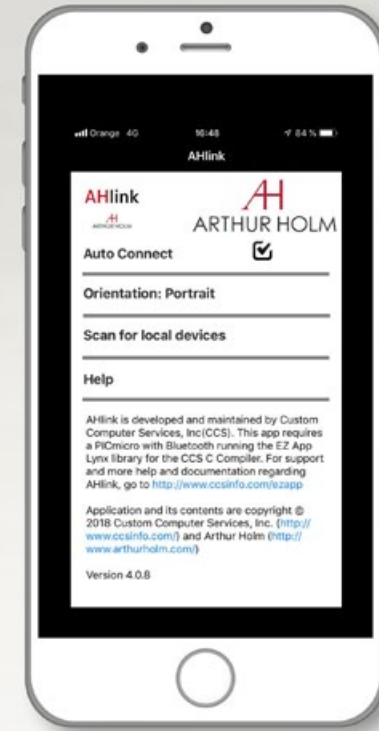 Orange 4G 16:48 84 %
AHlink
AHlink
AH
ARTHUR HOLM
AH
ARTHUR HOLM
Auto Connect
Orientation: Portrait
Scan for local devices
Help
AHlink is developed and maintained by Custom
Computer Services, Inc(CCS). This app requires
a PICmicro with Bluetooth running the EZ App
Lynx library for the CCS C Compiler. For support
and more help and documentation regarding
AHlink, go to http://www.ccsinfo.com/ezapp
Application and its contents are copyright ©
2018 Custom Computer Services, Inc. (http://
www.ccsinfo.com/) and Arthur Holm (http://
www.arthurholm.com/)
Version 4.0.8